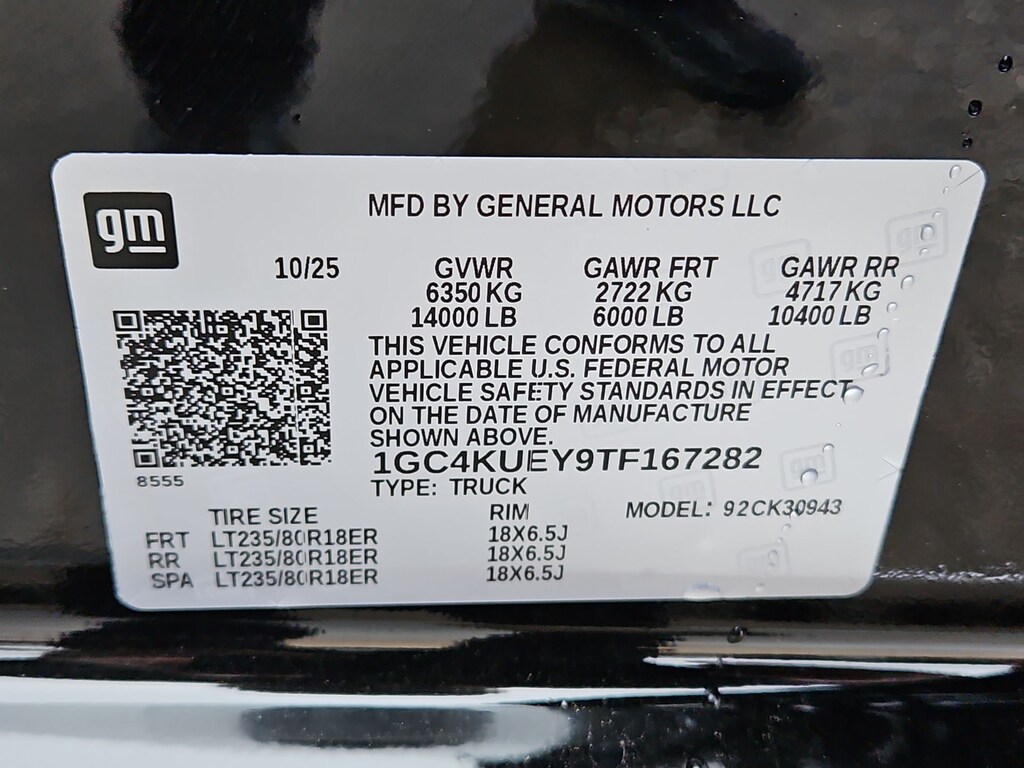 gm
MFD BY GENERAL MOTORS LLC
10/25 GVWR GAWR FRT GAWR RR
6350 KG 2722 KG 4717 KG
14000 LB 6000 LB 10400 LB
THIS VEHICLE CONFORMS TO ALL
APPLICABLE U.S. FEDERAL MOTOR
VEHICLE SAFETY STANDARDS IN EFFECT
ON THE DATE OF MANUFACTURE
SHOWN ABOVE.
8555
1GC4KUEY9TF167282
TYPE: TRUCK
TIRE SIZE RIM MODEL: 92CK30943
FRT LT235/80R18ER 18X6.5J
RR LT235/80R18ER 18X6.5J
SPA LT235/80R18ER 18X6.5J